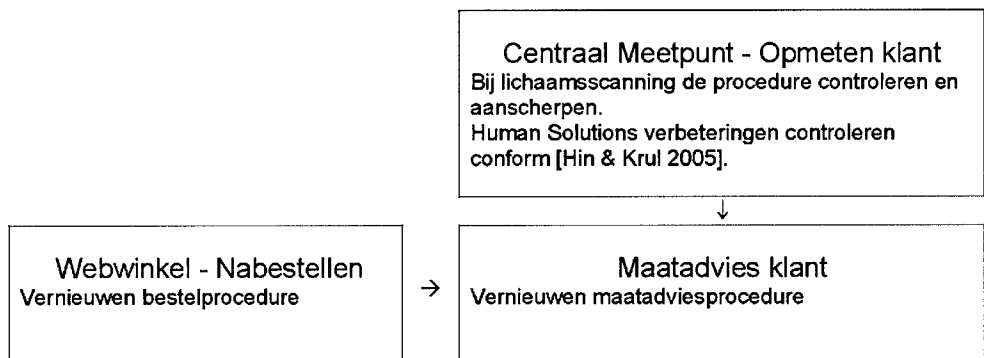 Centraal Meetpunt - Opmeten klant
Bij lichaamsscanning de procedure controleren en
aanscherpen.
Human Solutions verbeteringen controleren
conform [Hin & Krul 2005].
↓
Webwinkel - Nabestellen
Vernieuwen bestelprocedure
→
Maatadvies klant
Vernieuwen maatadviesprocedure